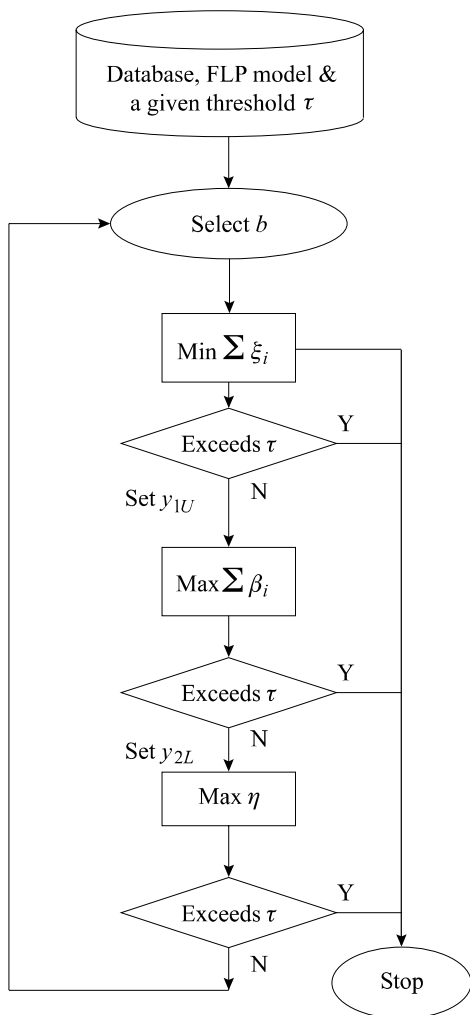 Database, FLP model &
a given threshold τ
Select b
Min Σ ξi
Exceeds τ
Y
N
Set y1U
Max Σ βi
Exceeds τ
Y
N
Set y2L
Max η
Exceeds τ
Y
N
Stop